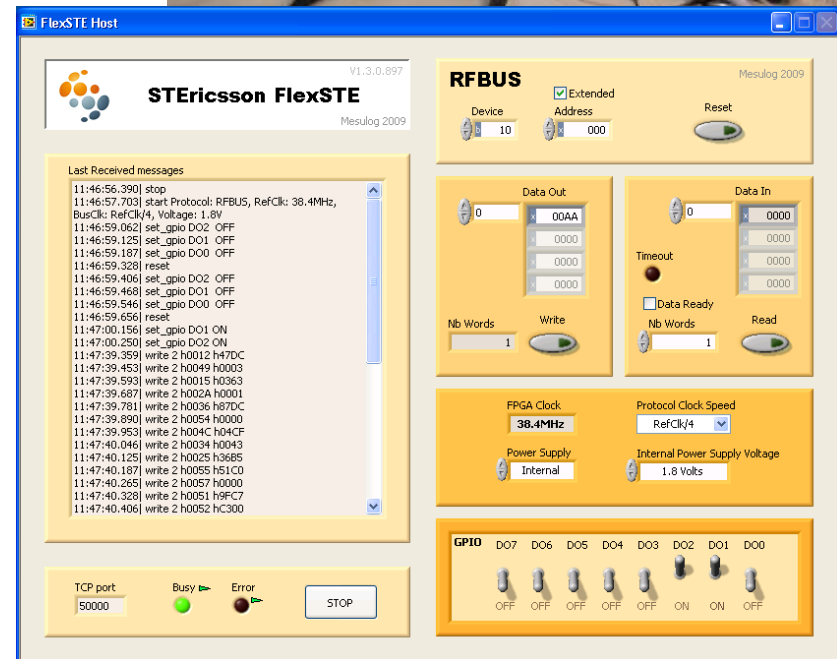 FlexSTE Host
V1.3.0.897
STEricsson FlexSTE
Mesulog 2009
Last Received messages
11:46:56.390| stop
11:46:57.703| start Protocol: RFBUS, RefClk: 38.4MHz,
BusClk: RefClk/4, Voltage: 1.8V
11:46:59.062| set_gpio DO2  OFF
11:46:59.125| set_gpio DO1  OFF
11:46:59.187| set_gpio DO0  OFF
11:46:59.328| reset
11:46:59.406| set_gpio DO2  OFF
11:46:59.468| set_gpio DO1  OFF
11:46:59.546| set_gpio DO0  OFF
11:46:59.656| reset
11:47:00.156| set_gpio DO1 ON
11:47:00.250| set_gpio DO2 ON
11:47:39.359| write 2 h0012 h47DC
11:47:39.453| write 2 h0049 h0003
11:47:39.593| write 2 h0015 h0363
11:47:39.687| write 2 h002A h0001
11:47:39.781| write 2 h0036 h87DC
11:47:39.890| write 2 h0054 h0000
11:47:39.953| write 2 h004C h04CF
11:47:40.046| write 2 h0034 h0043
11:47:40.125| write 2 h0025 h36B5
11:47:40.187| write 2 h0055 h51C0
11:47:40.265| write 2 h0057 h0000
11:47:40.328| write 2 h0051 h9FC7
11:47:40.406| write 2 h0052 hC300
TCP port
50000
Busy
Error
STOP
RFBUS
Mesulog 2009
Extended
Device
Address
Reset
b 10
x 000
Data Out
0
x 00AA
x 0000
x 0000
x 0000
Nb Words
1
Write
Data In
0
x 0000
x 0000
x 0000
x 0000
Timeout
Data Ready
Nb Words
1
Read
FPGA Clock
38.4MHz
Protocol Clock Speed
RefClk/4
Power Supply
Internal
Internal Power Supply Voltage
1.8 Volts
GPIO DO7 DO6 DO5 DO4 DO3 DO2 DO1 DO0
OFF OFF OFF OFF OFF ON ON OFF